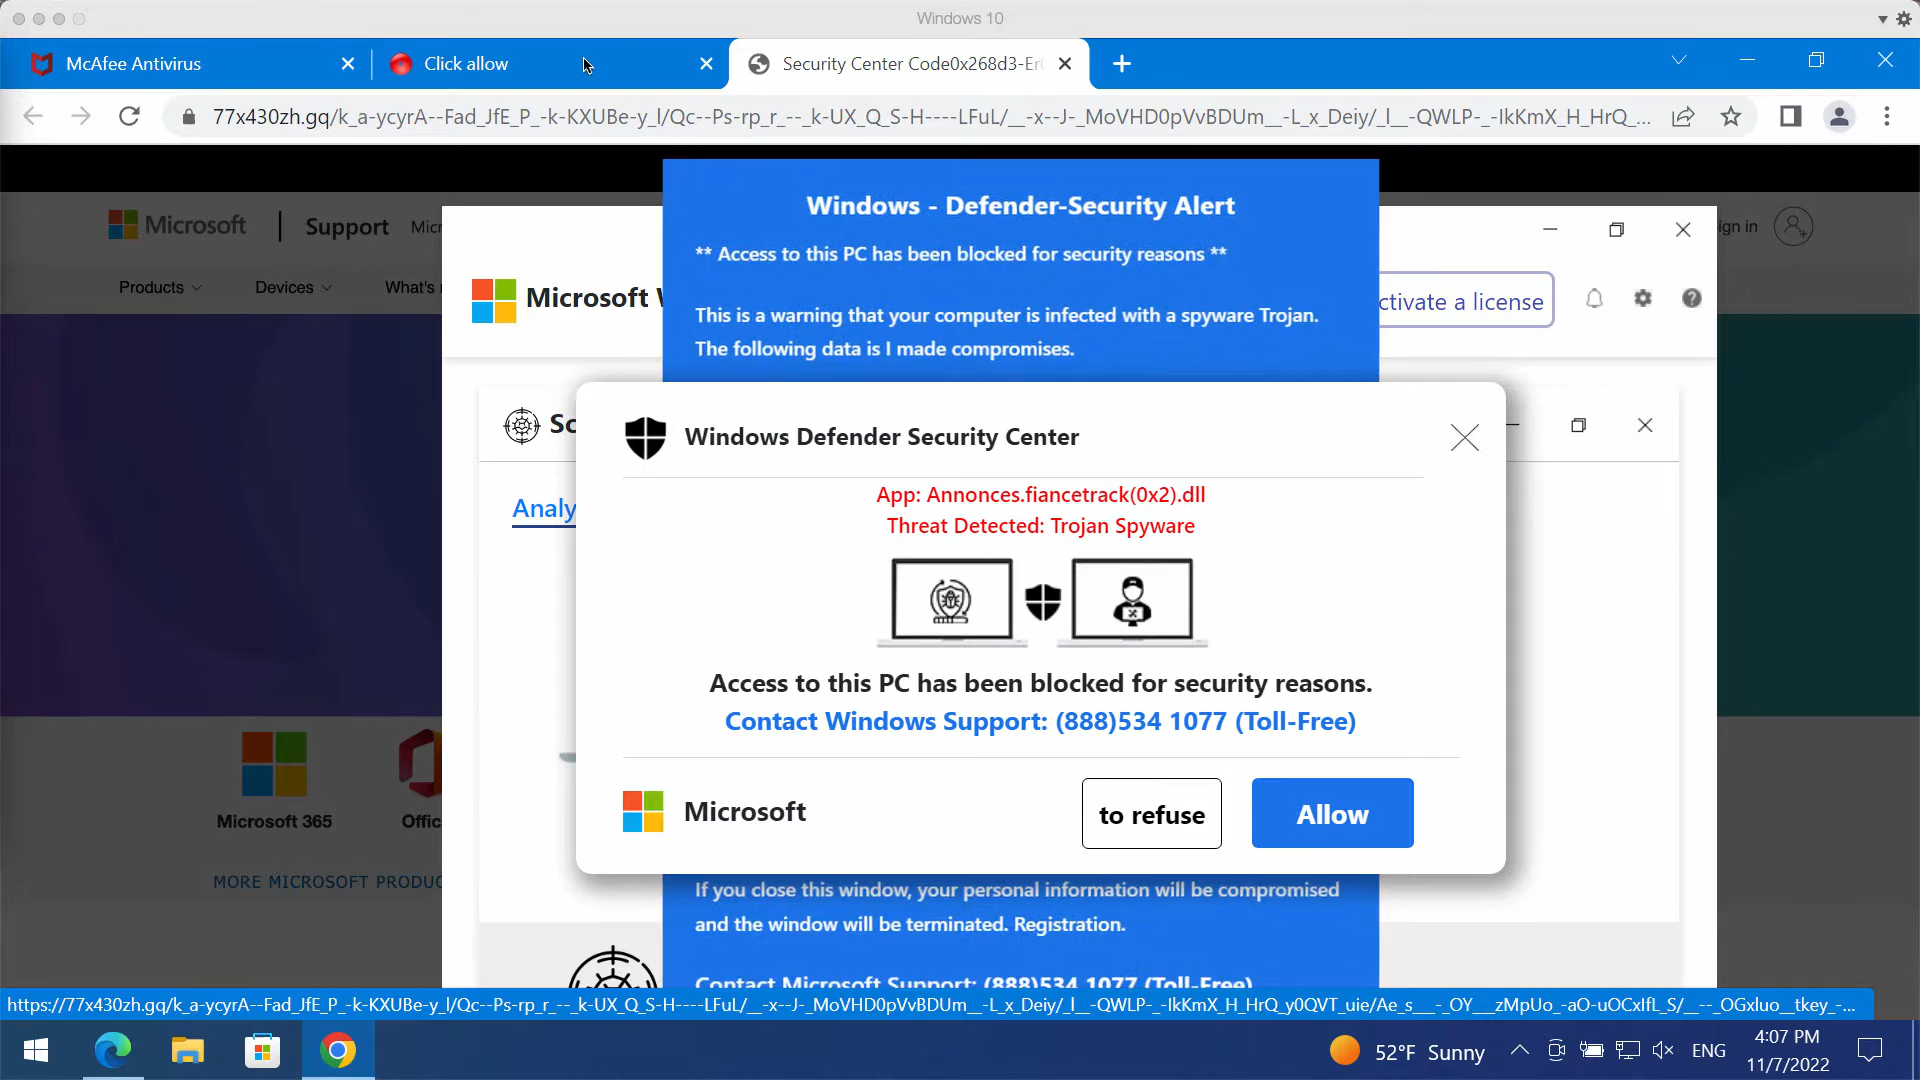 Windows 10
McAfee Antivirus
Click allow
Security Center Code0x268d3-Er
77x430zh.gq/k_a-ycyrA--Fad_JfE_P_-k-KXUBe-y_l/Qc--Ps-rp_r_--_k-UX_Q_S-H----LFuL/__-x--J-_MoVHD0pVvBDUm__-L_x_Deiy/_l__-QWLP-_-IkKmX_H_HrQ_...
Microsoft
Support
Micr
ign in
Products
Devices
What's
Microsoft
ctivate a license
Windows - Defender-Security Alert
** Access to this PC has been blocked for security reasons **
This is a warning that your computer is infected with a spyware Trojan.
The following data is I made compromises.
Sc
Analy
Windows Defender Security Center
App: Annonces.fiancetrack(0x2).dll
Threat Detected: Trojan Spyware
Access to this PC has been blocked for security reasons.
Contact Windows Support: (888)534 1077 (Toll-Free)
Microsoft
to refuse
Allow
Microsoft 365
Offic
MORE MICROSOFT PRODUC
If you close this window, your personal information will be compromised
and the window will be terminated. Registration.
Contact Microsoft Support: (888)534 1077 (Toll-Free)
https://77x430zh.gq/k_a-ycyrA--Fad_JfE_P_-k-KXUBe-y_l/Qc--Ps-rp_r_--_k-UX_Q_S-H----LFuL/__-x--J-_MoVHD0pVvBDUm__-L_x_Deiy/_l__-QWLP-_-IkKmX_H_HrQ_y0QVT_uie/Ae_s___-_OY___zMpUo_-aO-uOCxIfL_S/__--_OGxluo__tkey_-...
52°F Sunny
ENG
4:07 PM
11/7/2022